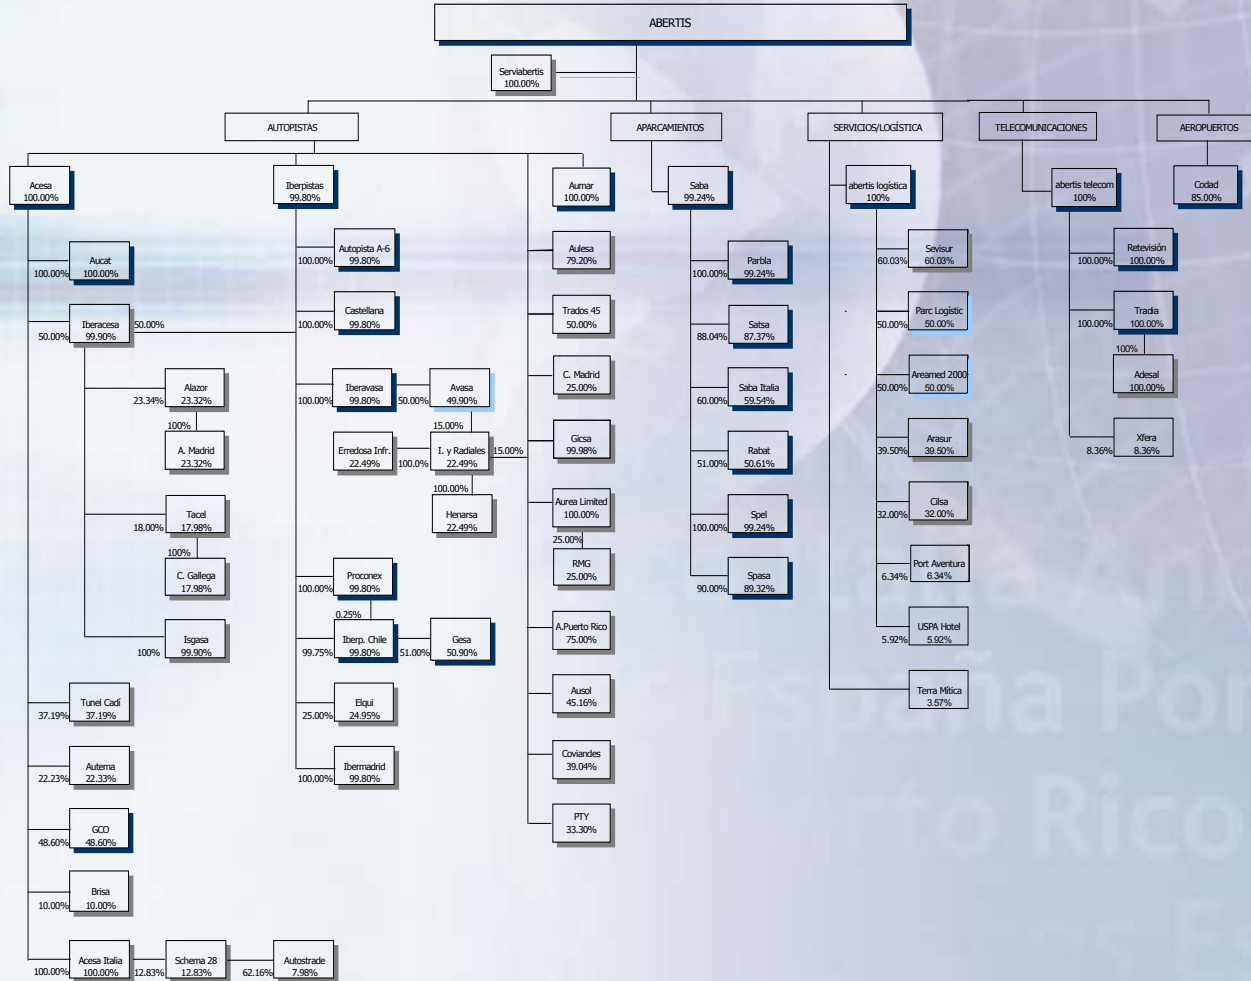 ABERTIS
Serviabertis
100.00%
AUTOPISTAS
APARCAMIENTOS
SERVICIOS/LOGÍSTICA
TELECOMUNICACIONES
AEROPUERTOS
Acesa
100.00%
100.00%
Aucat
100.00%
50.00%
Iberacesa
99.90%
50.00%
23.34%
Alazor
23.32%
100%
A. Madrid
23.32%
18.00%
Tacel
17.98%
100%
C. Gallega
17.98%
100%
Isgasa
99.90%
37.19%
Tunel Cadí
37.19%
22.23%
Autema
22.33%
48.60%
GCO
48.60%
10.00%
Brisa
10.00%
100.00%
Acesa Italia
100.00%
12.83%
Schema 28
12.83%
62.16%
Autostrade
7.98%
Iberpistas
99.80%
100.00%
Autopista A-6
99.80%
100.00%
Castellana
99.80%
100.00%
Iberavasa
99.80%
50.00%
Avasa
49.90%
15.00%
Erredosa Infr.
22.49%
100.0%
I. y Radiales
22.49%
15.00%
100.00%
Henarsa
22.49%
100.00%
Proconex
99.80%
0.25%
99.75%
Iberp. Chile
99.80%
51.00%
Gesa
50.90%
25.00%
Elqui
24.95%
100.00%
Ibermadrid
99.80%
Aumar
100.00%
Aulesa
79.20%
Trados 45
50.00%
C. Madrid
25.00%
Gicsa
99.98%
Aurea Limited
100.00%
25.00%
RMG
25.00%
A.Puerto Rico
75.00%
Ausol
45.16%
Coviandes
39.04%
PTY
33.30%
Saba
99.24%
100.00%
Parbla
99.24%
88.04%
Satsa
87.37%
60.00%
Saba Italia
59.54%
51.00%
Rabat
50.61%
100.00%
Spel
99.24%
90.00%
Spasa
89.32%
abertis logística
100%
60.03%
Sevisur
60.03%
50.00%
Parc Logístic
50.00%
50.00%
Areamed 2000
50.00%
39.50%
Arasur
39.50%
32.00%
Cilsa
32.00%
6.34%
Port Aventura
6.34%
5.92%
USPA Hotel
5.92%
Terra Mítica
3.57%
abertis telecom
100%
100.00%
Retevisión
100.00%
100.00%
Tradia
100.00%
100%
Adesal
100.00%
8.36%
Xfera
8.36%
Codad
85.00%
España Por
rto Rico